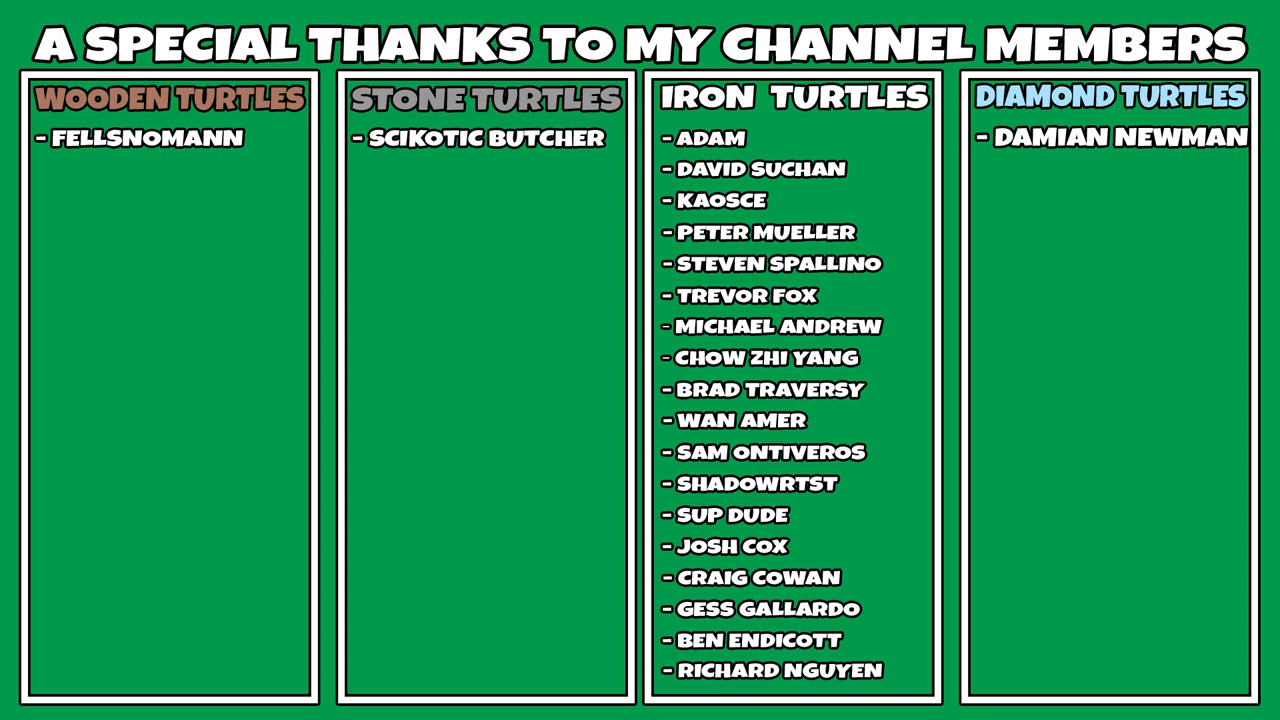 A SPECIAL THANKS TO MY CHANNEL MEMBERS
WOODEN TURTLES
- FELLSNOMANN
STONE TURTLES
- SCIKOTIC BUTCHER
IRON TURTLES
- ADAM
- DAVID SUCHAN
- KAOSCE
- PETER MUELLER
- STEVEN SPALLINO
- TREVOR FOX
- MICHAEL ANDREW
- CHOW ZHI YANG
- BRAD TRAVERSY
- WAN AMER
- SAM ONTIVEROS
- SHADOWRTST
- SUP DUDE
- JOSH COX
- CRAIG COWAN
- GESS GALLARDO
- BEN ENDICOTT
- RICHARD NGUYEN
DIAMOND TURTLES
- DAMIAN NEWMAN